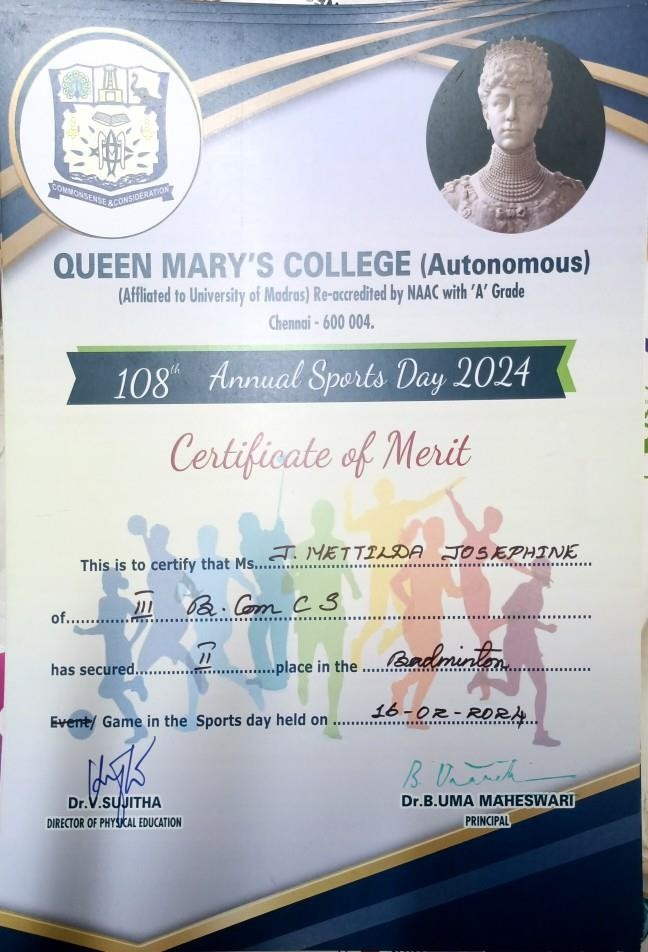 COMMONSENSE & CONSIDERATION
QUEEN MARY'S COLLEGE (Autonomous)
(Affliated to University of Madras) Re-accredited by NAAC with 'A' Grade
Chennai - 600 004.
108th Annual Sports Day 2024
Certificate of Merit
This is to certify that Ms. J. METTILDA JOSEPHINE
of III B. Com C S
has secured II place in the Badminton
Event/ Game in the Sports day held on 16-02-2024
B. Uma
Dr.V.SUJITHA Dr.B.UMA MAHESWARI
DIRECTOR OF PHYSICAL EDUCATION PRINCIPAL